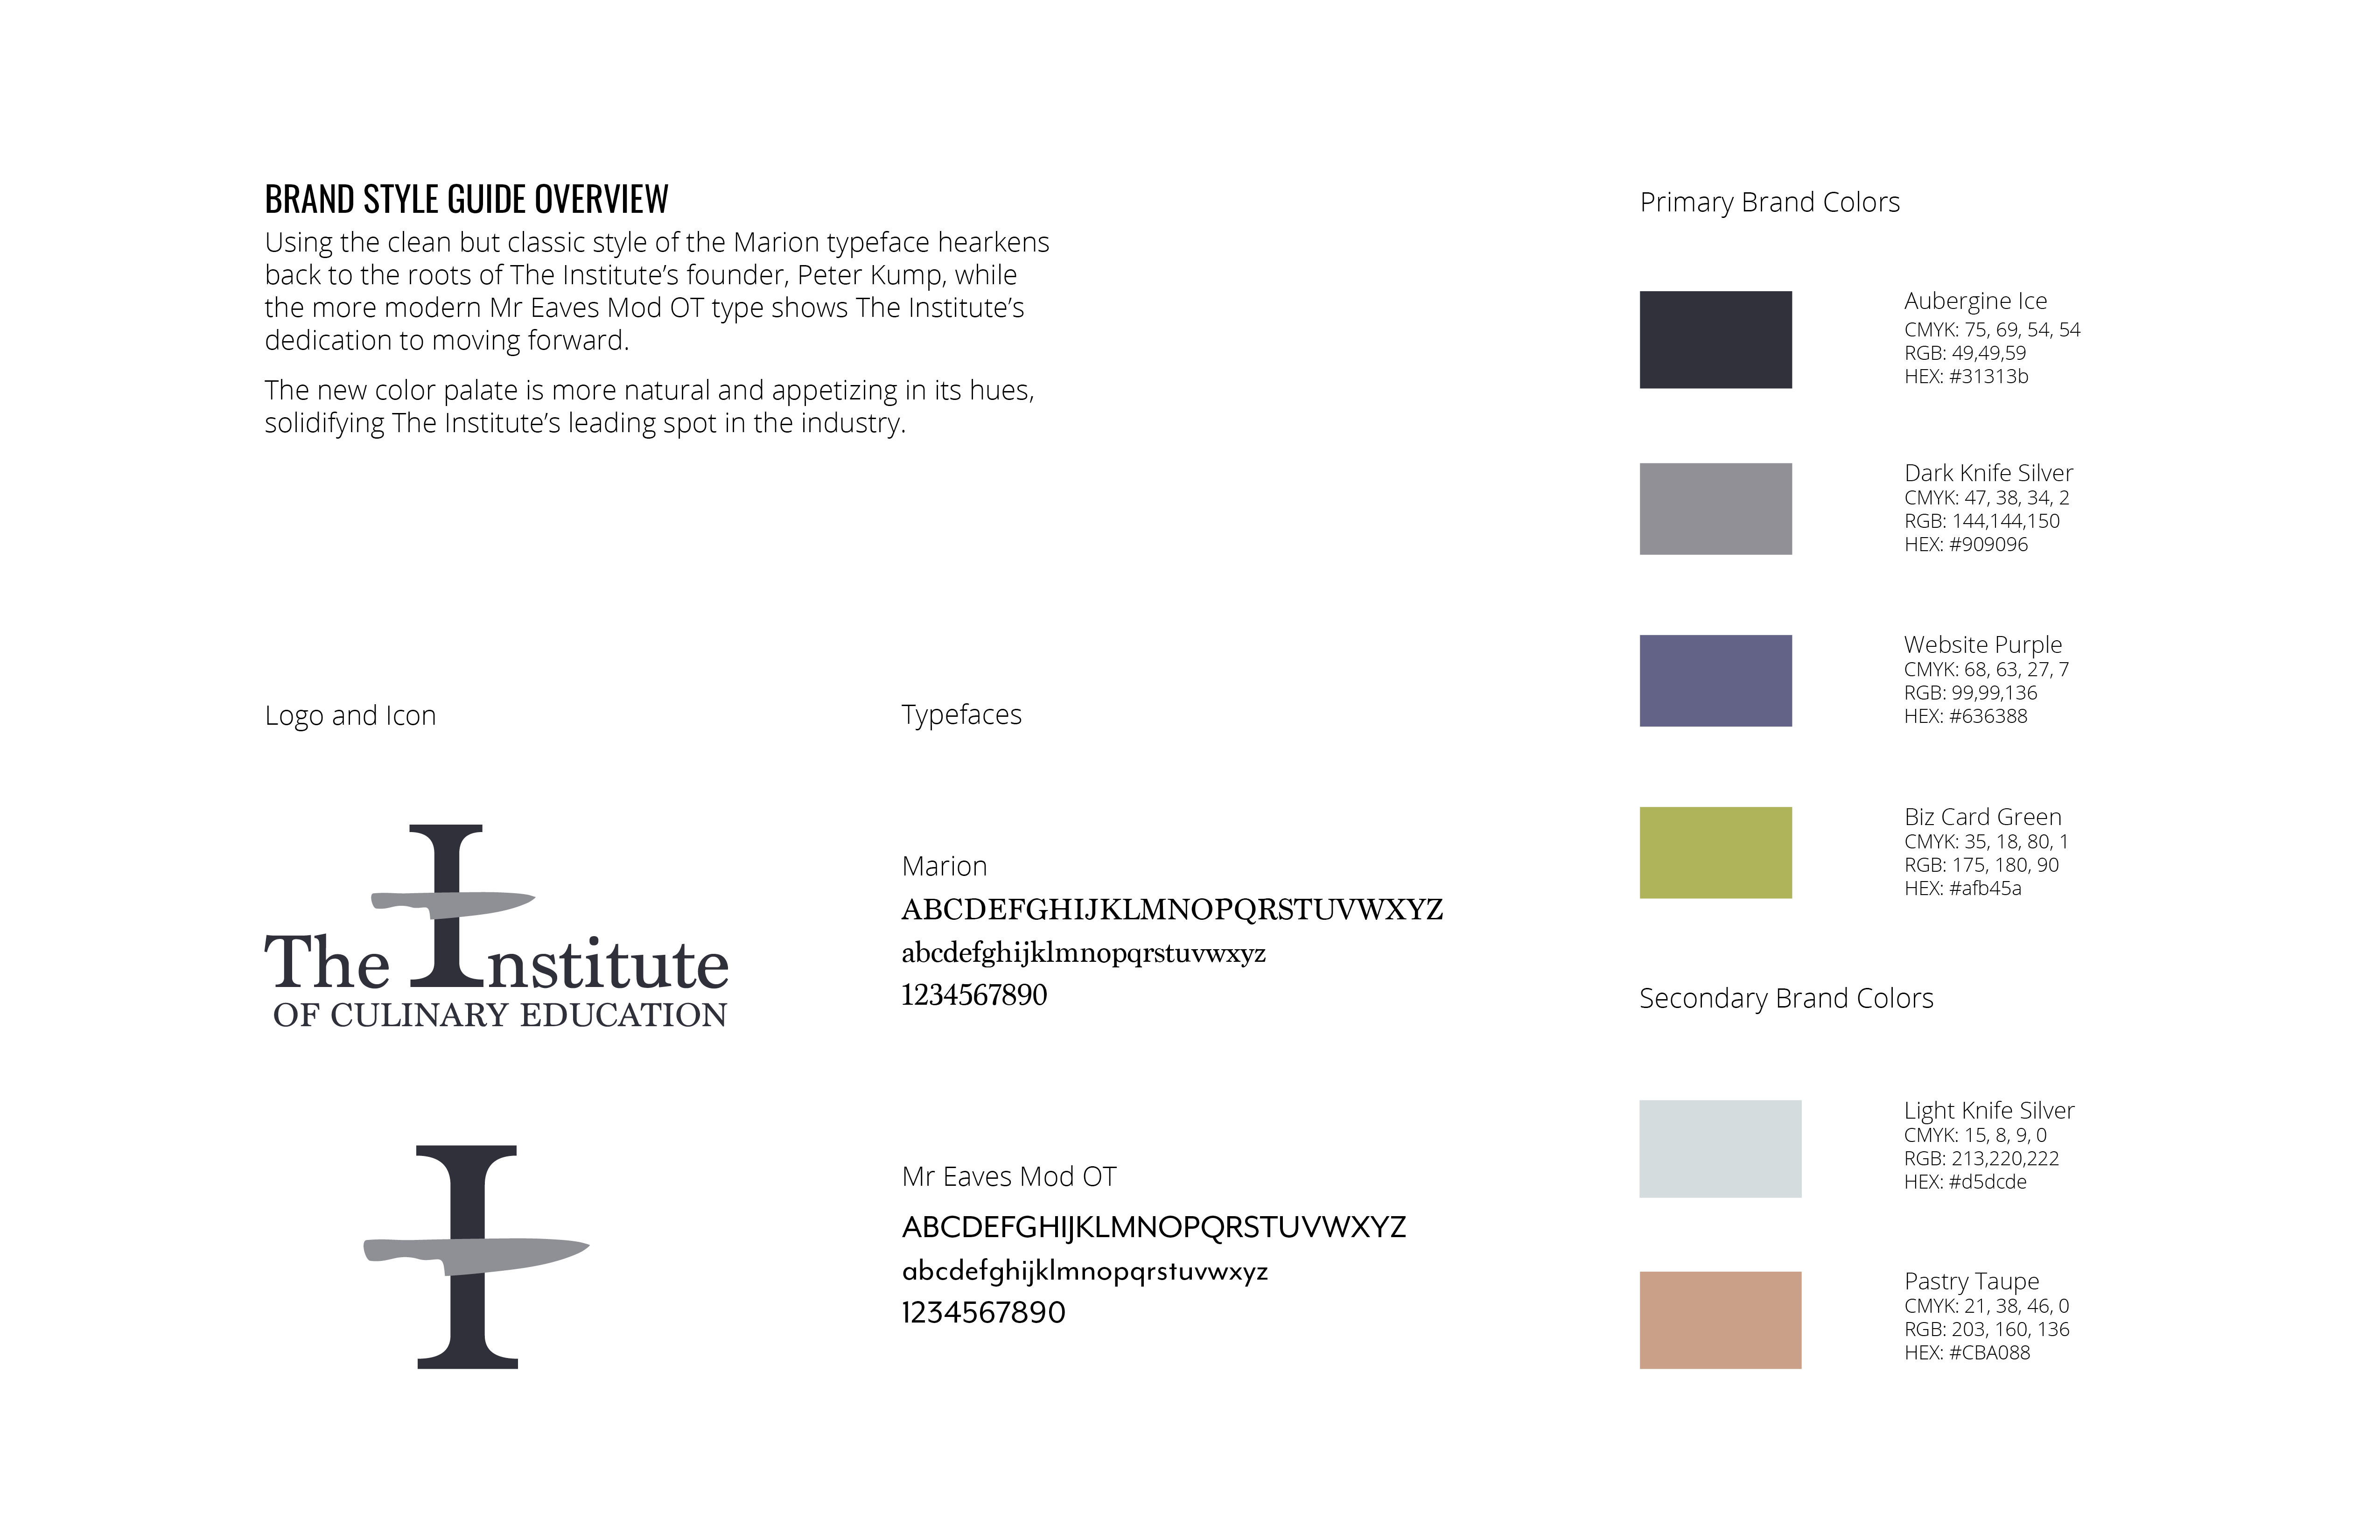 BRAND STYLE GUIDE OVERVIEW
Using the clean but classic style of the Marion typeface hearkens
back to the roots of The Institute’s founder, Peter Kump, while
the more modern Mr Eaves Mod OT type shows The Institute’s
dedication to moving forward.
The new color palate is more natural and appetizing in its hues,
solidifying The Institute’s leading spot in the industry.
Logo and Icon
The Institute
OF CULINARY EDUCATION
I
Typefaces
Marion
ABCDEFGHIJKLMNOPQRSTUVWXYZ
abcdefghijklmnopqrstuvwxyz
1234567890
Mr Eaves Mod OT
ABCDEFGHIJKLMNOPQRSTUVWXYZ
abcdefghijklmnopqrstuvwxyz
1234567890
Primary Brand Colors
Aubergine Ice
CMYK: 75, 69, 54, 54
RGB: 49,49,59
HEX: #31313b
Dark Knife Silver
CMYK: 47, 38, 34, 2
RGB: 144,144,150
HEX: #909096
Website Purple
CMYK: 68, 63, 27, 7
RGB: 99,99,136
HEX: #636388
Biz Card Green
CMYK: 35, 18, 80, 1
RGB: 175, 180, 90
HEX: #afb45a
Secondary Brand Colors
Light Knife Silver
CMYK: 15, 8, 9, 0
RGB: 213,220,222
HEX: #d5dcde
Pastry Taupe
CMYK: 21, 38, 46, 0
RGB: 203, 160, 136
HEX: #CBA088